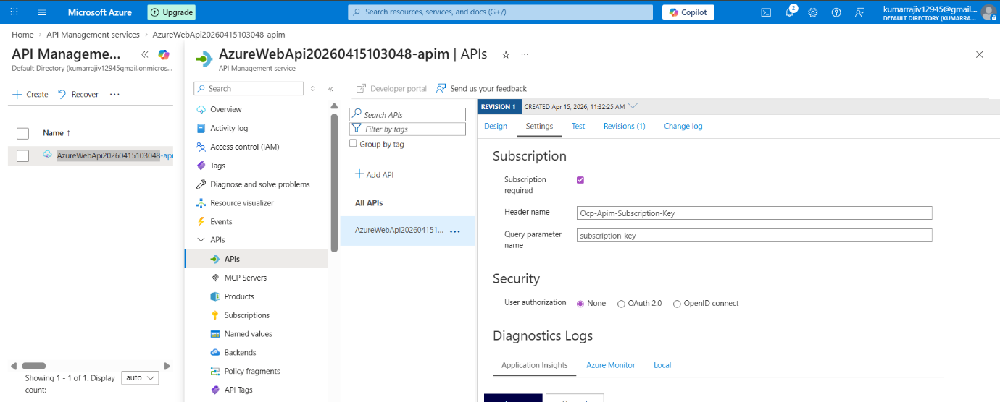 Microsoft Azure
Upgrade
Search resources, services, and docs (G+/)
Copilot
2
kumarrajiv12945@gmail...
DEFAULT DIRECTORY (KUMARRA...
Home > API Management services > AzureWebApi20260415103048-apim
API Manageme...
Default Directory (kumarrajiv12945gmail.onmicros...
Create
Recover
...
Name ↑
AzureWebApi20260415103048-api
Showing 1 - 1 of 1. Display
count:
auto
AzureWebApi20260415103048-apim | APIs
...
API Management service
Search
Overview
Activity log
Access control (IAM)
Tags
Diagnose and solve problems
Resource visualizer
Events
APIs
APIs
MCP Servers
Products
Subscriptions
Named values
Backends
Policy fragments
API Tags
Developer portal
Send us your feedback
Search APIs
Filter by tags
Group by tag
Add API
All APIs
AzureWebApi202604151...
...
REVISION 1
CREATED Apr 15, 2026, 11:32:25 AM
Design
Settings
Test
Revisions (1)
Change log
Subscription
Subscription
required
Header name
Ocp-Apim-Subscription-Key
Query parameter
name
subscription-key
Security
User authorization
None
OAuth 2.0
OpenID connect
Diagnostics Logs
Application Insights
Azure Monitor
Local